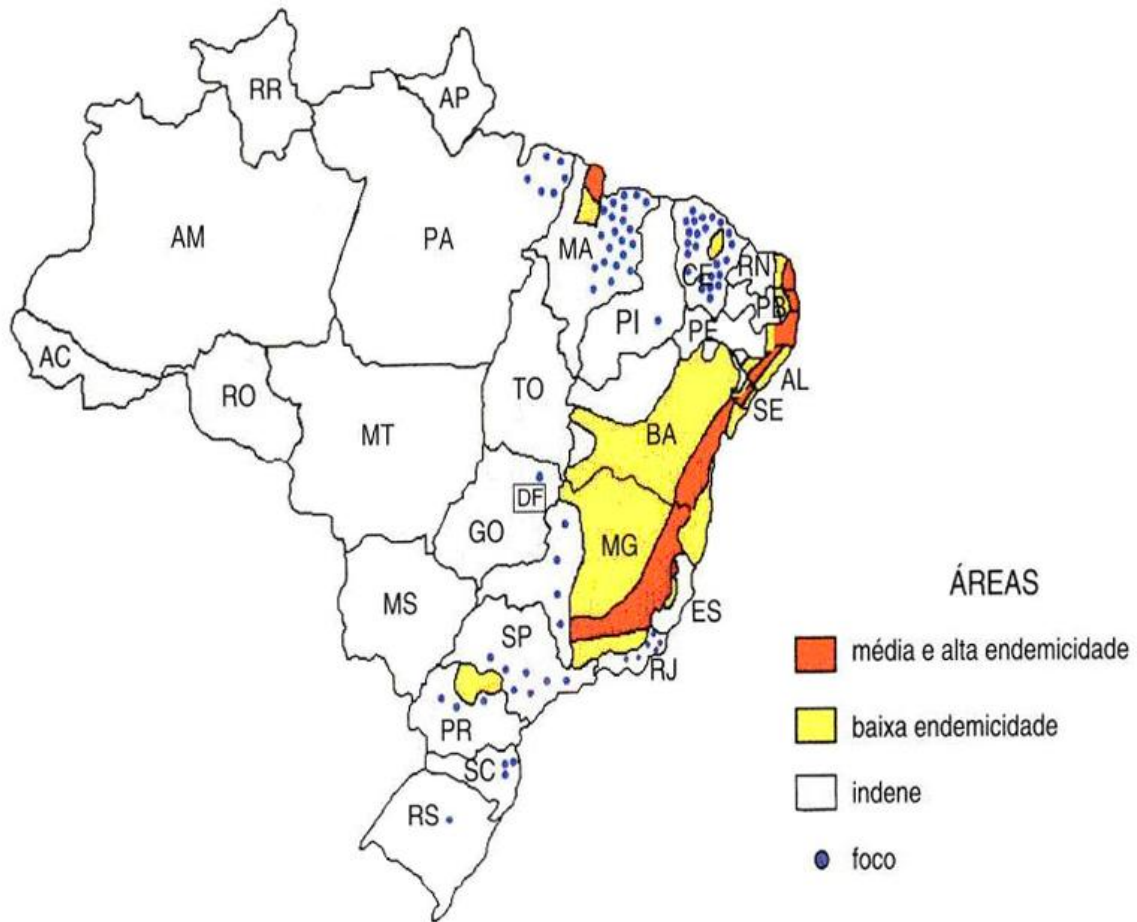 RR
AP
AM
PA
MA
CE
RN
PB
PI
PE
AC
TO
AL
RO
SE
MT
BA
DF
GO
MG
MS
ES
SP
RJ
PR
SC
RS
ÁREAS
média e alta endemicidade
baixa endemicidade
indene
foco